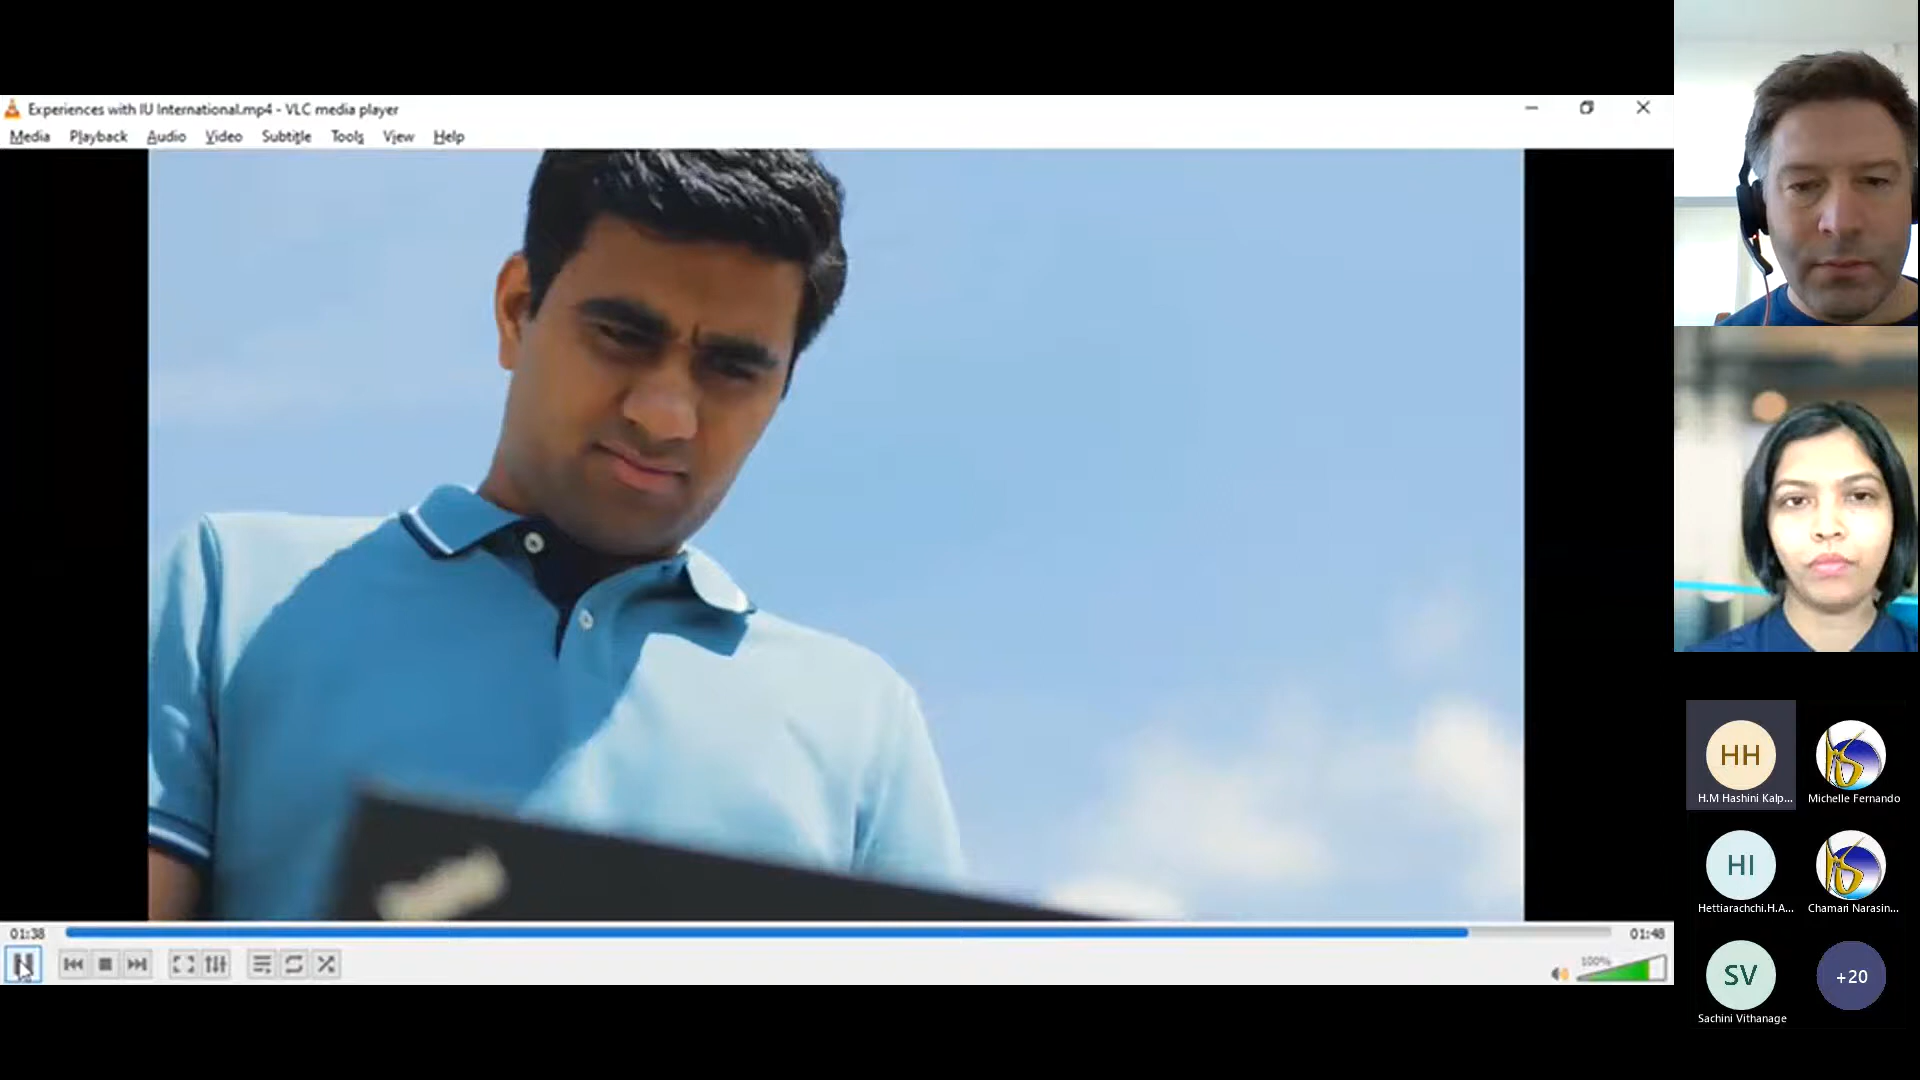 Experiences with IU International.mp4 - VLC media player
Media Playback Audio Video Subtitle Tools View Help
01:38
01:48
100%
HH
H.M Hashini Kalp...
Michelle Fernando
HI
Hettiarachchi.H.A...
Chamari Narasin...
SV
+20
Sachini Vithanage